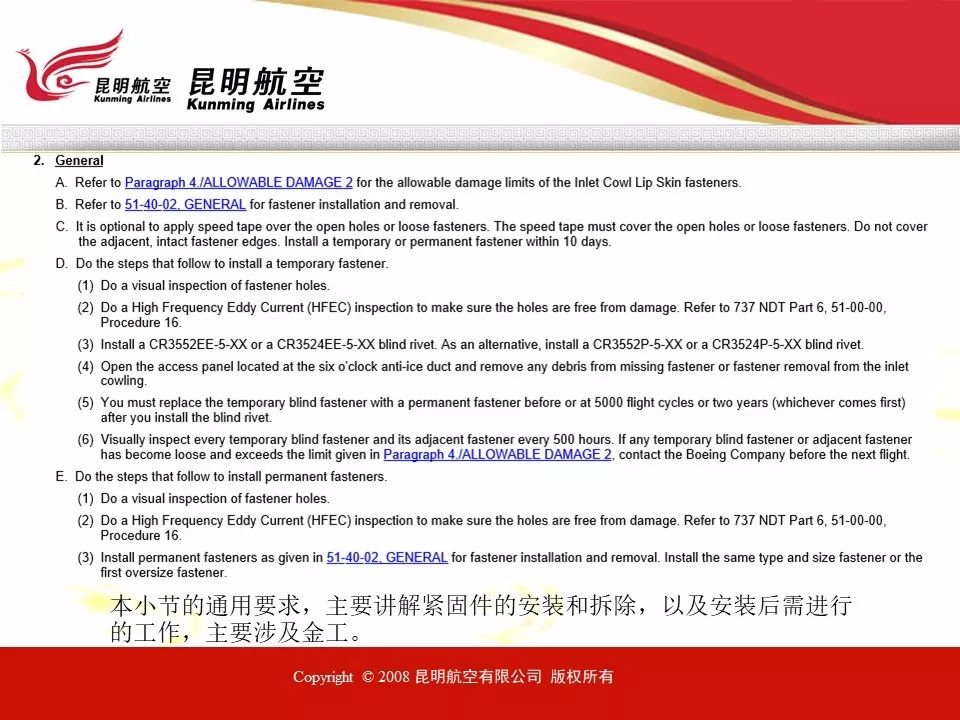 昆明航空 昆明航空
Kunming Airlines Kunming Airlines
2. General
A. Refer to Paragraph 4./ALLOWABLE DAMAGE 2 for the allowable damage limits of the Inlet Cowl Lip Skin fasteners.
B. Refer to 51-40-02, GENERAL for fastener installation and removal.
C. It is optional to apply speed tape over the open holes or loose fasteners. The speed tape must cover the open holes or loose fasteners. Do not cover
the adjacent, intact fastener edges. Install a temporary or permanent fastener within 10 days.
D. Do the steps that follow to install a temporary fastener.
(1) Do a visual inspection of fastener holes.
(2) Do a High Frequency Eddy Current (HFEC) inspection to make sure the holes are free from damage. Refer to 737 NDT Part 6, 51-00-00,
Procedure 16.
(3) Install a CR3552EE-5-XX or a CR3524EE-5-XX blind rivet. As an alternative, install a CR3552P-5-XX or a CR3524P-5-XX blind rivet.
(4) Open the access panel located at the six o'clock anti-ice duct and remove any debris from missing fastener or fastener removal from the inlet
cowling.
(5) You must replace the temporary blind fastener with a permanent fastener before or at 5000 flight cycles or two years (whichever comes first)
after you install the blind rivet.
(6) Visually inspect every temporary blind fastener and its adjacent fastener every 500 hours. If any temporary blind fastener or adjacent fastener
has become loose and exceeds the limit given in Paragraph 4./ALLOWABLE DAMAGE 2, contact the Boeing Company before the next flight.
E. Do the steps that follow to install permanent fasteners.
(1) Do a visual inspection of fastener holes.
(2) Do a High Frequency Eddy Current (HFEC) inspection to make sure the holes are free from damage. Refer to 737 NDT Part 6, 51-00-00,
Procedure 16.
(3) Install permanent fasteners as given in 51-40-02, GENERAL for fastener installation and removal. Install the same type and size fastener or the
first oversize fastener.
本小节的通用要求，主要讲解紧固件的安装和拆除，以及安装后需进行
的工作，主要涉及金工。
Copyright © 2008 昆明航空有限公司 版权所有